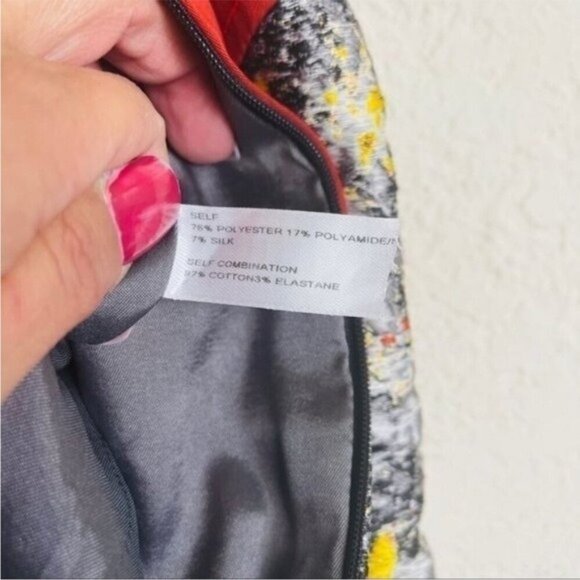 SELF
76% POLYESTER 17% POLYAMIDE/
7% SILK
SELF COMBINATION
97% COTTON3% ELASTANE